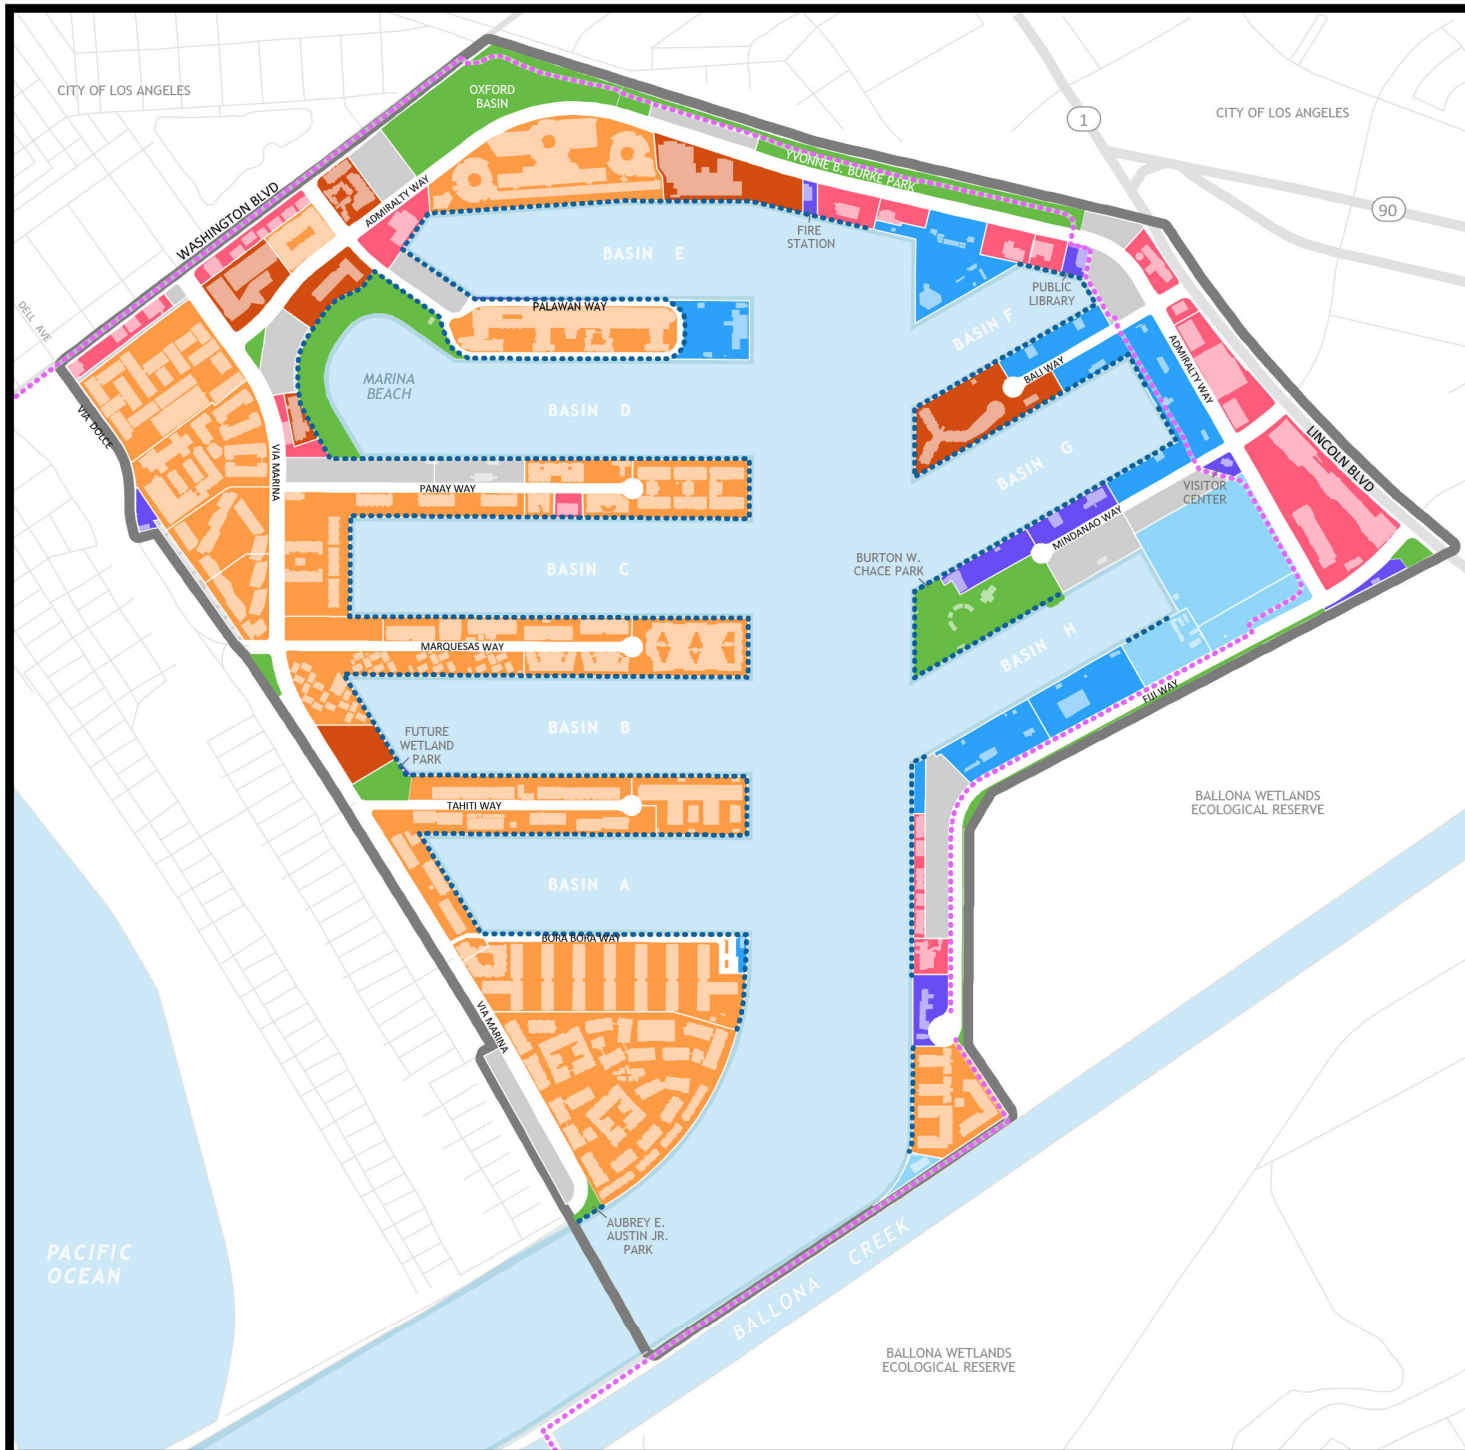 CITY OF LOS ANGELES
OXFORD
BASIN
1
CITY OF LOS ANGELES
YVONNE B. BURKE PARK
90
WASHINGTON BLVD
ADMIRALTY WAY
FIRE
STATION
BASIN E
PUBLIC
LIBRARY
DELL AVE
PALAWAN WAY
BASIN F
ADMIRALTY WAY
MARINA
BEACH
BALI WAY
BASIN D
VIA DOLCE
VIA MARINA
BASIN G
LINCOLN BLVD
PANAY WAY
VISITOR
CENTER
MINDANAO WAY
BURTON W.
CHACE PARK
BASIN C
BASIN H
MARQUESAS WAY
FIJI WAY
BASIN B
FUTURE
WETLAND
PARK
TAHITI WAY
BALLONA WETLANDS
ECOLOGICAL RESERVE
BASIN A
BORA BORA WAY
VIA MARINA
AUBREY E.
AUSTIN JR.
PARK
PACIFIC
OCEAN
BALLONA CREEK
BALLONA WETLANDS
ECOLOGICAL RESERVE